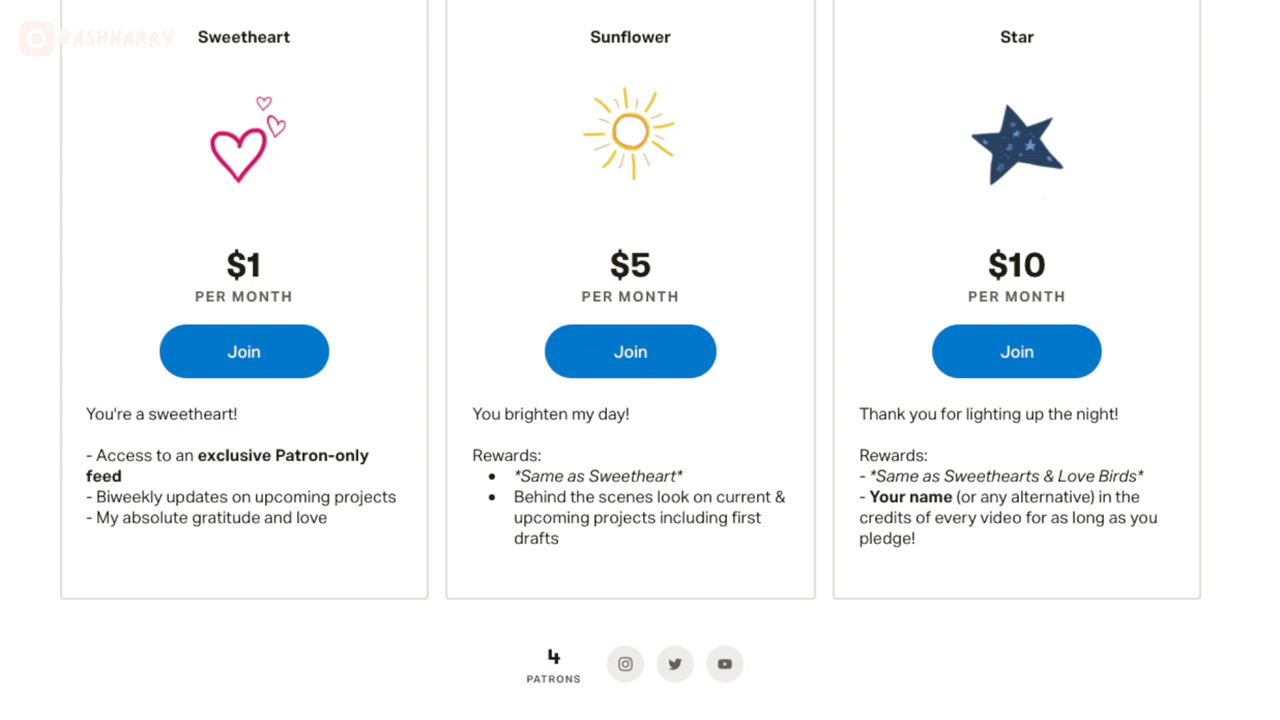 BASHHARRY
Sweetheart
$1
PER MONTH
Join
You're a sweetheart!
- Access to an exclusive Patron-only
feed
- Biweekly updates on upcoming projects
- My absolute gratitude and love
Sunflower
$5
PER MONTH
Join
You brighten my day!
Rewards:
• *Same as Sweetheart*
• Behind the scenes look on current &
upcoming projects including first
drafts
Star
$10
PER MONTH
Join
Thank you for lighting up the night!
Rewards:
- *Same as Sweethearts & Love Birds*
- Your name (or any alternative) in the
credits of every video for as long as you
pledge!
4
PATRONS